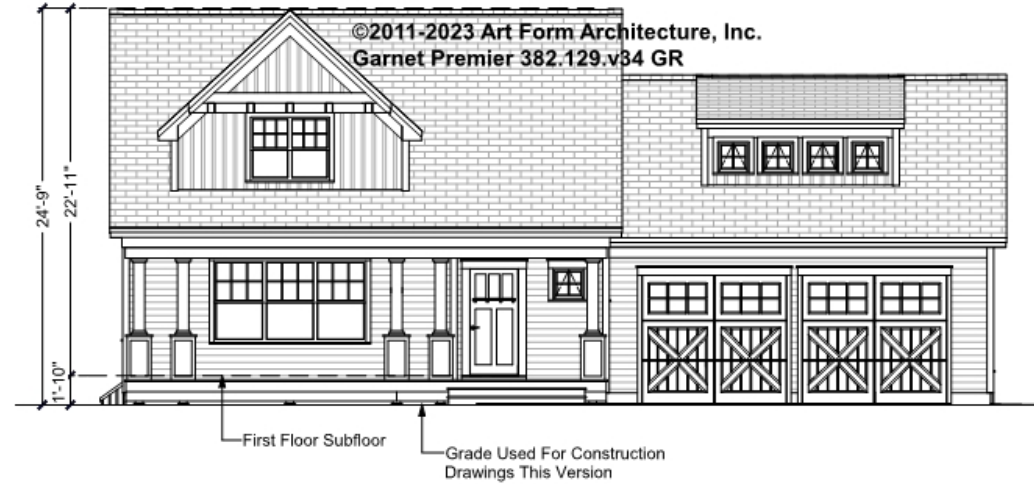 ©2011-2023 Art Form Architecture, Inc.
Garnet Premier 382.129.v34 GR
24'-9"
22'-11"
1'-10"
First Floor Subfloor
Grade Used For Construction
Drawings This Version